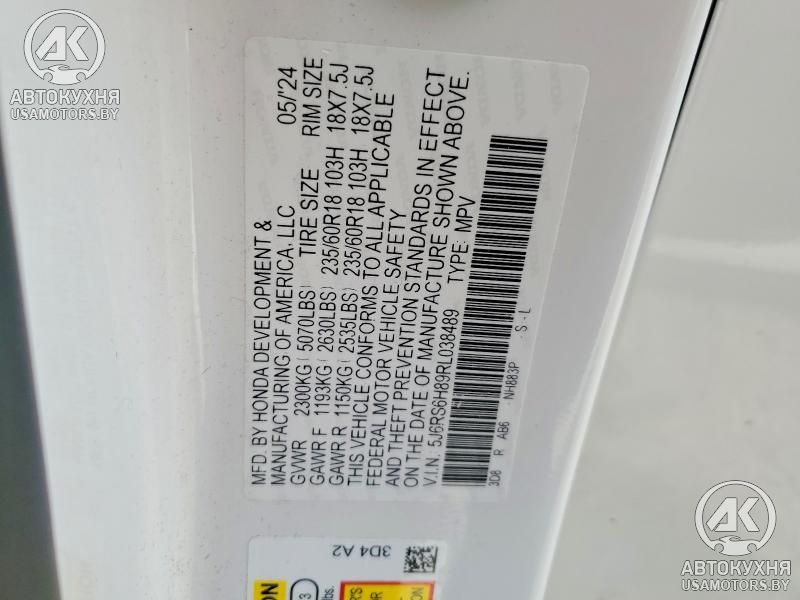 АК
АВТОКУХНЯ
USAMOTORS.BY
MFD. BY HONDA DEVELOPMENT &
MANUFACTURING OF AMERICA, LLC 05/'24
GVWR 2300KG( 5070LBS) TIRE SIZE RIM SIZE
GAWR F 1193KG ( 2630LBS) 235/60R18 103H 18X7.5J
GAWR R 1150KG( 2535LBS) 235/60R18 103H 18X7.5J
THIS VEHICLE CONFORMS TO ALL APPLICABLE
FEDERAL MOTOR VEHICLE SAFETY
AND THEFT PREVENTION STANDARDS IN EFFECT
ON THE DATE OF MANUFACTURE SHOWN ABOVE.
V.I.N: 5J6RS6H89RL038489 TYPE: MPV
3D8 R AB6 NH883P S - L
3D4 A2
АК
АВТОКУХНЯ
USAMOTORS.BY